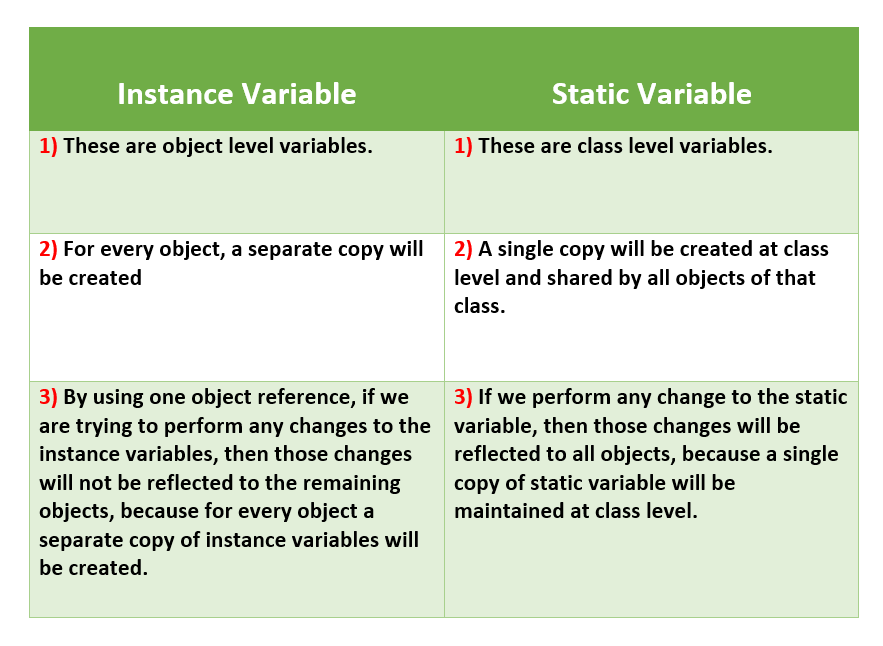 Instance Variable
Static Variable
1) These are object level variables.
1) These are class level variables.
2) For every object, a separate copy will
be created
2) A single copy will be created at class
level and shared by all objects of that
class.
3) By using one object reference, if we
are trying to perform any changes to the
instance variables, then those changes
will not be reflected to the remaining
objects, because for every object a
separate copy of instance variables will
be created.
3) If we perform any change to the static
variable, then those changes will be
reflected to all objects, because a single
copy of static variable will be
maintained at class level.